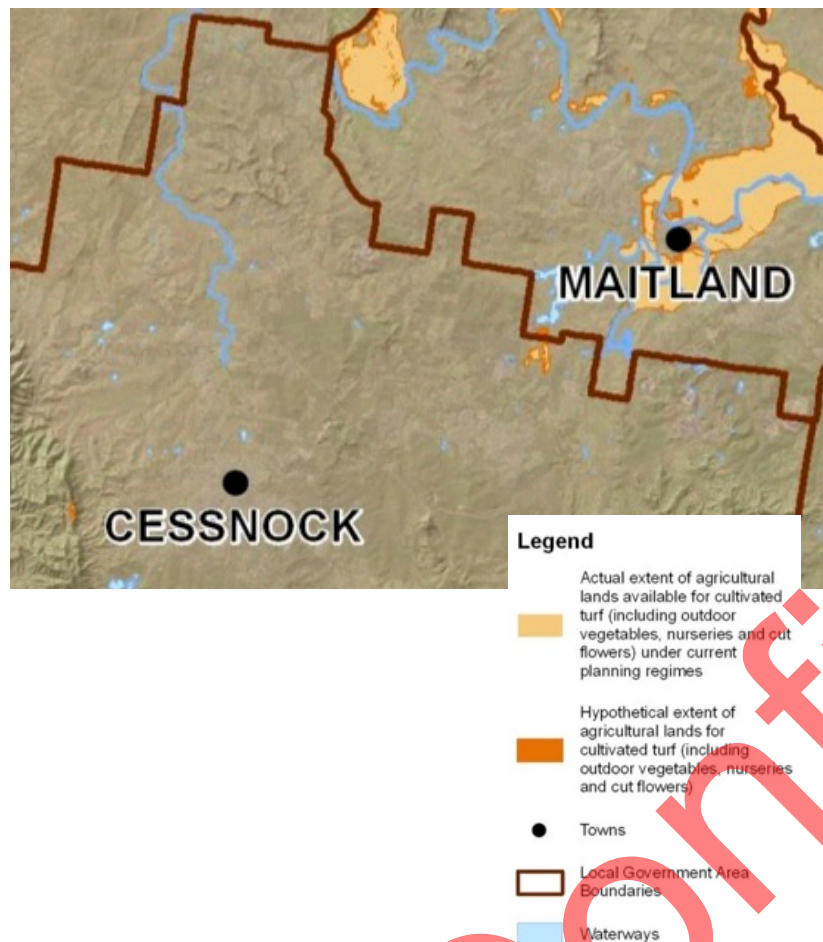 MAITLAND
CESSNOCK
Legend
Actual extent of agricultural
lands available for cultivated
turf (including outdoor
vegetables, nurseries and cut
flowers) under current
planning regimes
Hypothetical extent of
agricultural lands for
cultivated turf (including
outdoor vegetables, nurseries
and cut flowers)
Towns
Local Government Area
Boundaries
Waterways
onfi